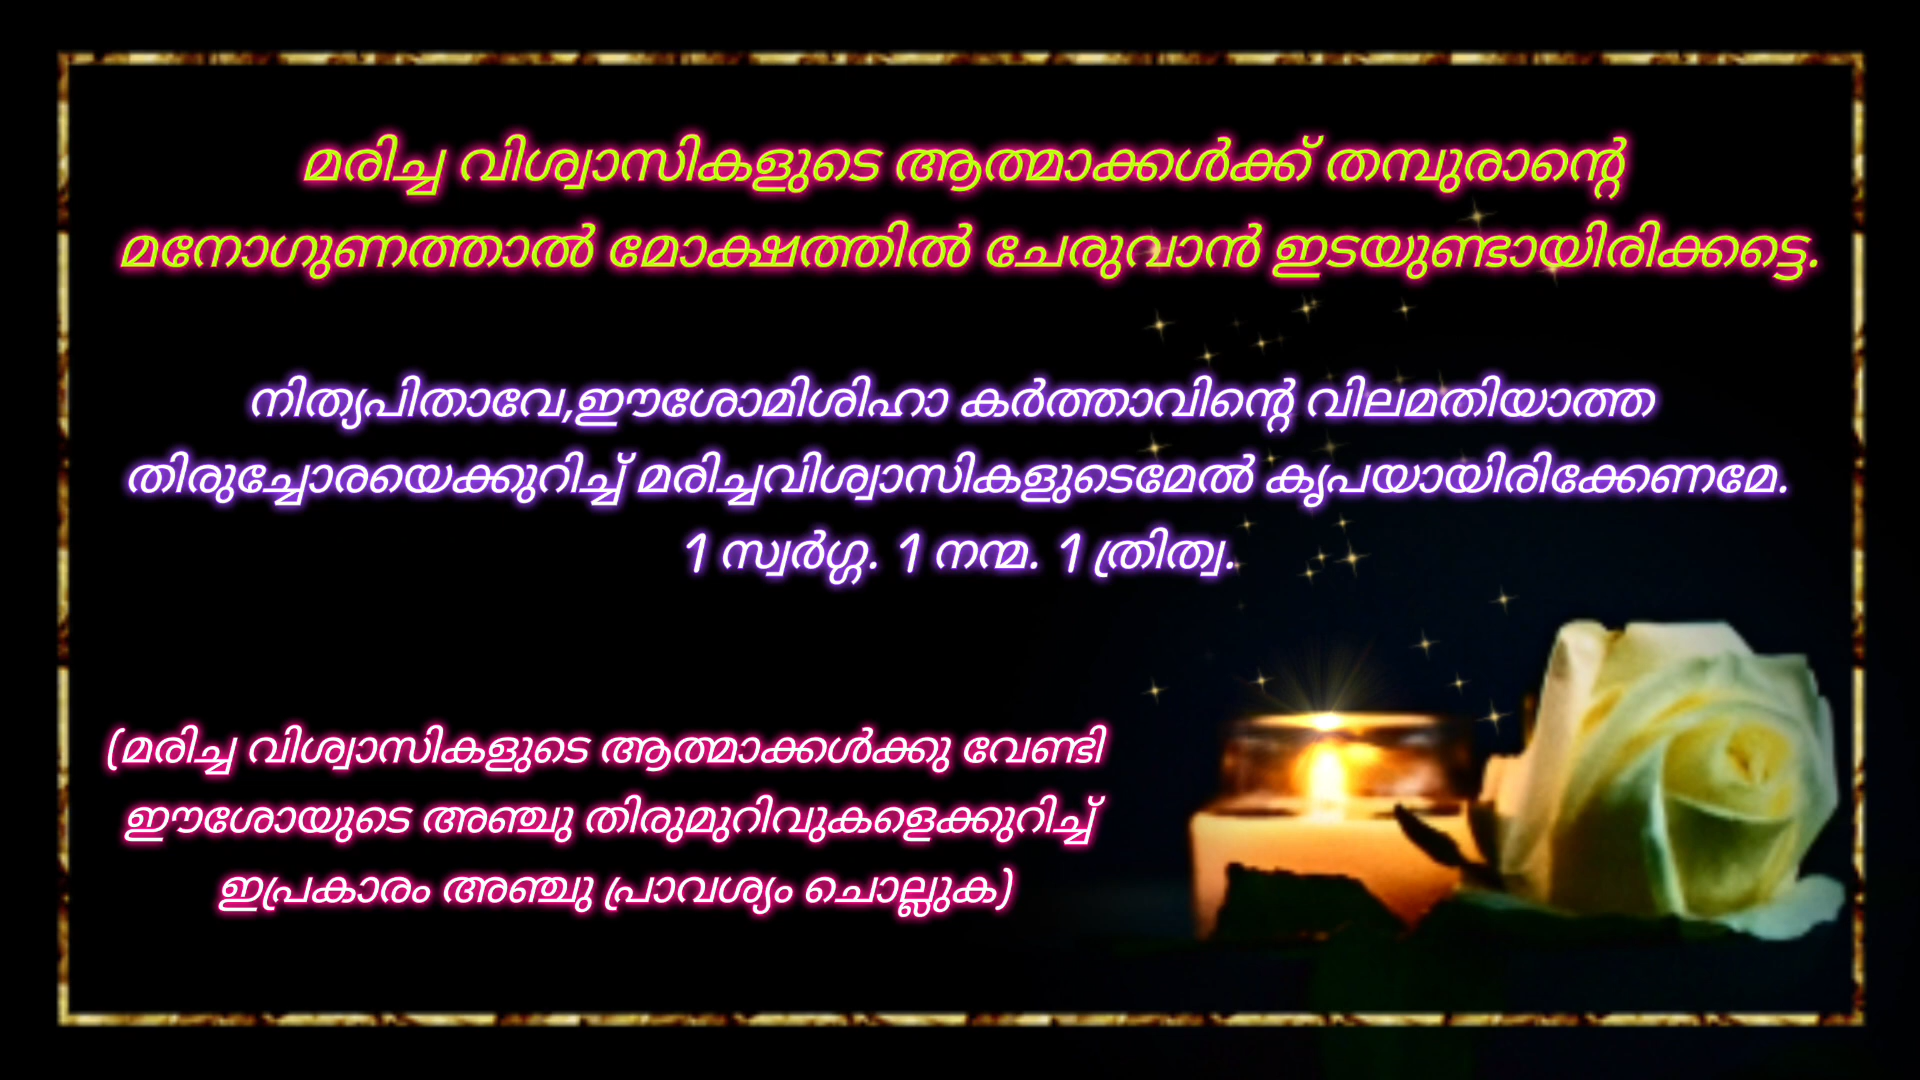 മരിച്ച വിശ്വാസികളുടെ ആത്മാക്കൾക്ക് തമ്പുരാന്റെ
മനോഗുണത്താൽ മോക്ഷത്തിൽ ചേരുവാൻ ഇടയുണ്ടായിരിക്കട്ടെ.
നിത്യപിതാവേ,ഈശോമിശിഹാ കർത്താവിന്റെ വിലമതിയാത്ത
തിരുച്ചോരയെക്കുറിച്ച് മരിച്ചവിശ്വാസികളുടെമേൽ കൃപയായിരിക്കേണമേ.
1 സ്വർഗ്ഗ. 1 നന്മ. 1 ത്രിത്വ.
(മരിച്ച വിശ്വാസികളുടെ ആത്മാക്കൾക്കു വേണ്ടി
ഈശോയുടെ അഞ്ചു തിരുമുറിവുകളെക്കുറിച്ച്
ഇപ്രകാരം അഞ്ചു പ്രാവശ്യം ചൊല്ലുക)